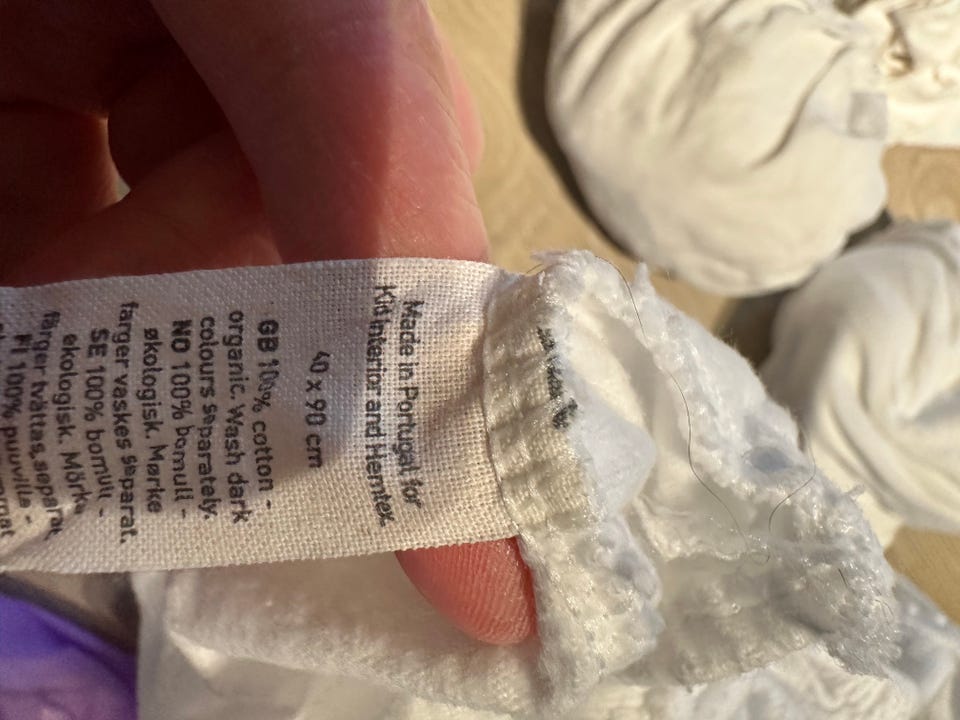 Made in Portugal for
Kid Interior and Hemtex.
40 x 90 cm
GB 100% cotton -
organic. Wash dark
colours separately.
NO 100% bomull -
økologisk. Mørke
farger vaskes separat.
SE 100% bomull -
ekologisk. Mörka
färger tvättas separat.
FI 100% puuvilla -